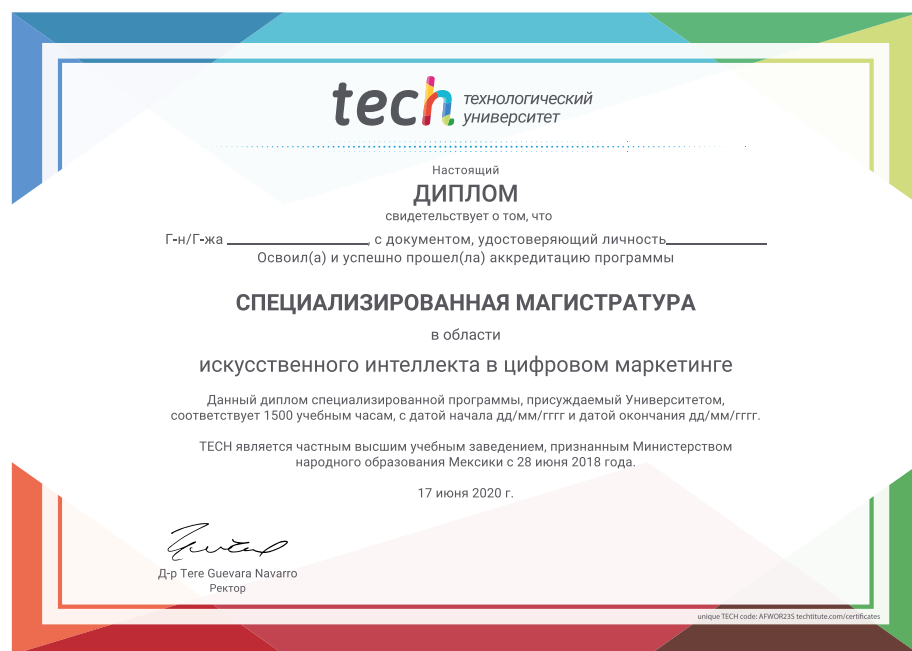 tech технологический
университет
Настоящий
ДИПЛОМ
свидетельствует о том, что
Г-н/Г-жа , с документом, удостоверяющий личность
Освоил(а) и успешно прошел(ла) аккредитацию программы
СПЕЦИАЛИЗИРОВАННАЯ МАГИСТРАТУРА
в области
искусственного интеллекта в цифровом маркетинге
Данный диплом специализированной программы, присуждаемый Университетом,
соответствует 1500 учебным часам, с датой начала дд/мм/гггг и датой окончания дд/мм/гггг.
TECH является частным высшим учебным заведением, признанным Министерством
народного образования Мексики с 28 июня 2018 года.
17 июня 2020 г.
Д-р Tere Guevara Navarro
Ректор
unique TECH code: AFWOR23S techtitute.com/certificates